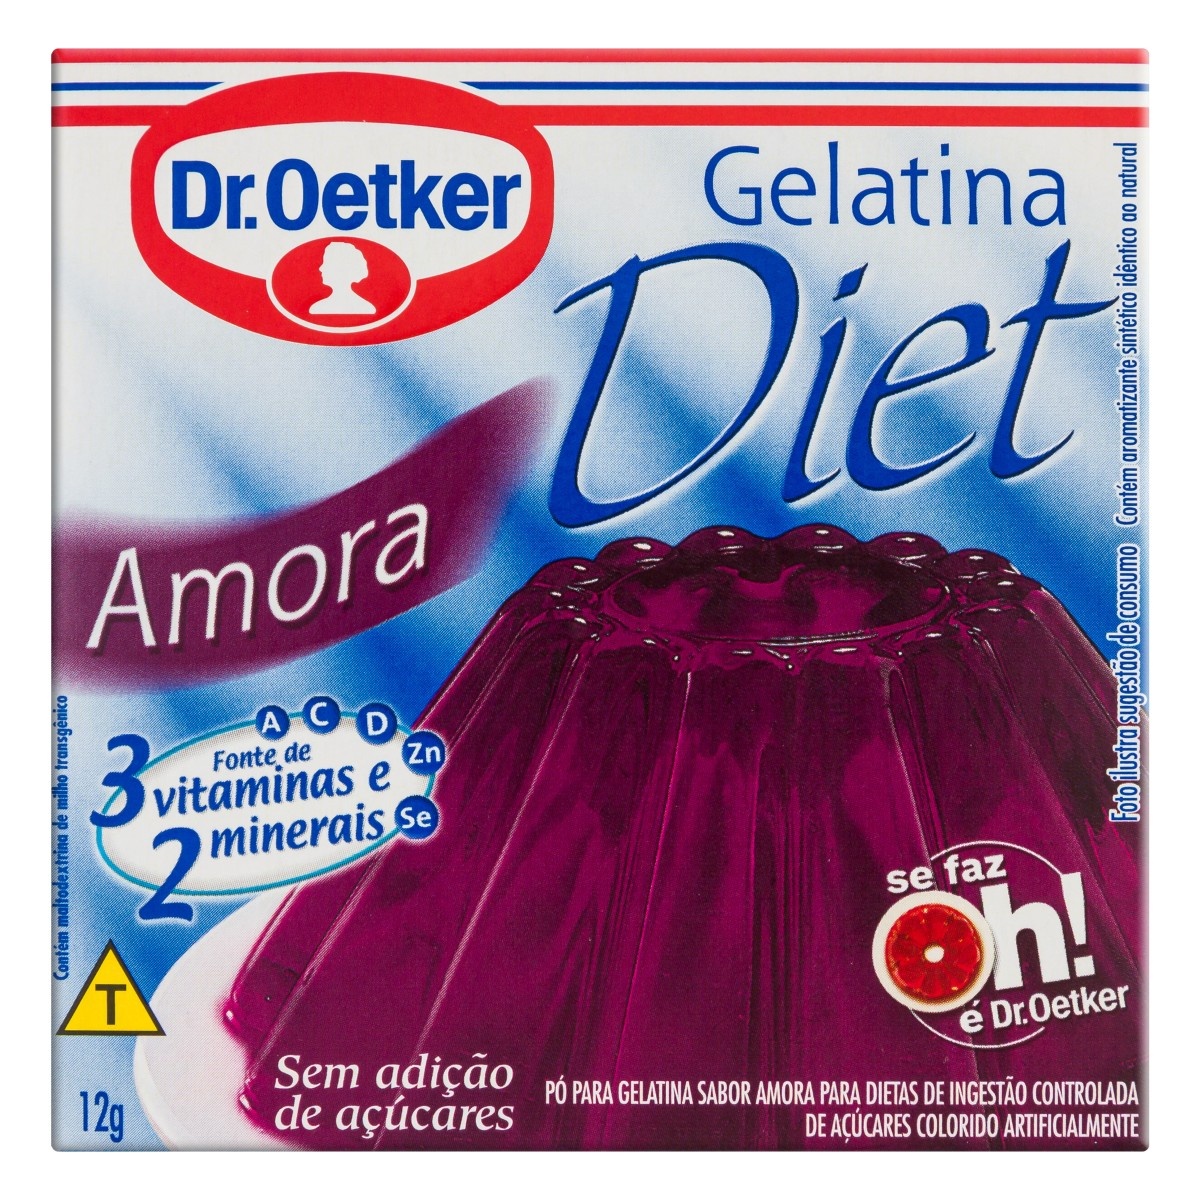 Dr.Oetker
Gelatina
Diet
Amora
A C D Zn Se
3 Fonte de
vitaminas e
2 minerais
Contém maltodextrina de milho transgênico
T
12g
Sem adição
de açúcares
se faz
Oh!
é Dr.Oetker
PÓ PARA GELATINA SABOR AMORA PARA DIETAS DE INGESTÃO CONTROLADA
DE AÇÚCARES COLORIDO ARTIFICIALMENTE
Foto ilustra sugestão de consumo Contém aromatizante sintético idêntico ao natural